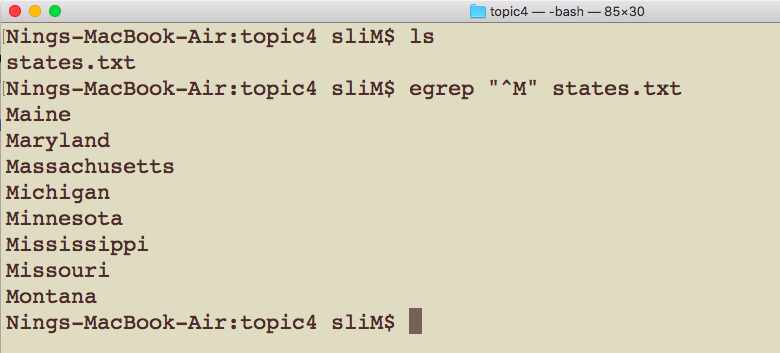 topic4 — -bash — 85×30
Nings-MacBook-Air:topic4 sliM$ ls
states.txt
Nings-MacBook-Air:topic4 sliM$ egrep "^M" states.txt
Maine
Maryland
Massachusetts
Michigan
Minnesota
Mississippi
Missouri
Montana
Nings-MacBook-Air:topic4 sliM$